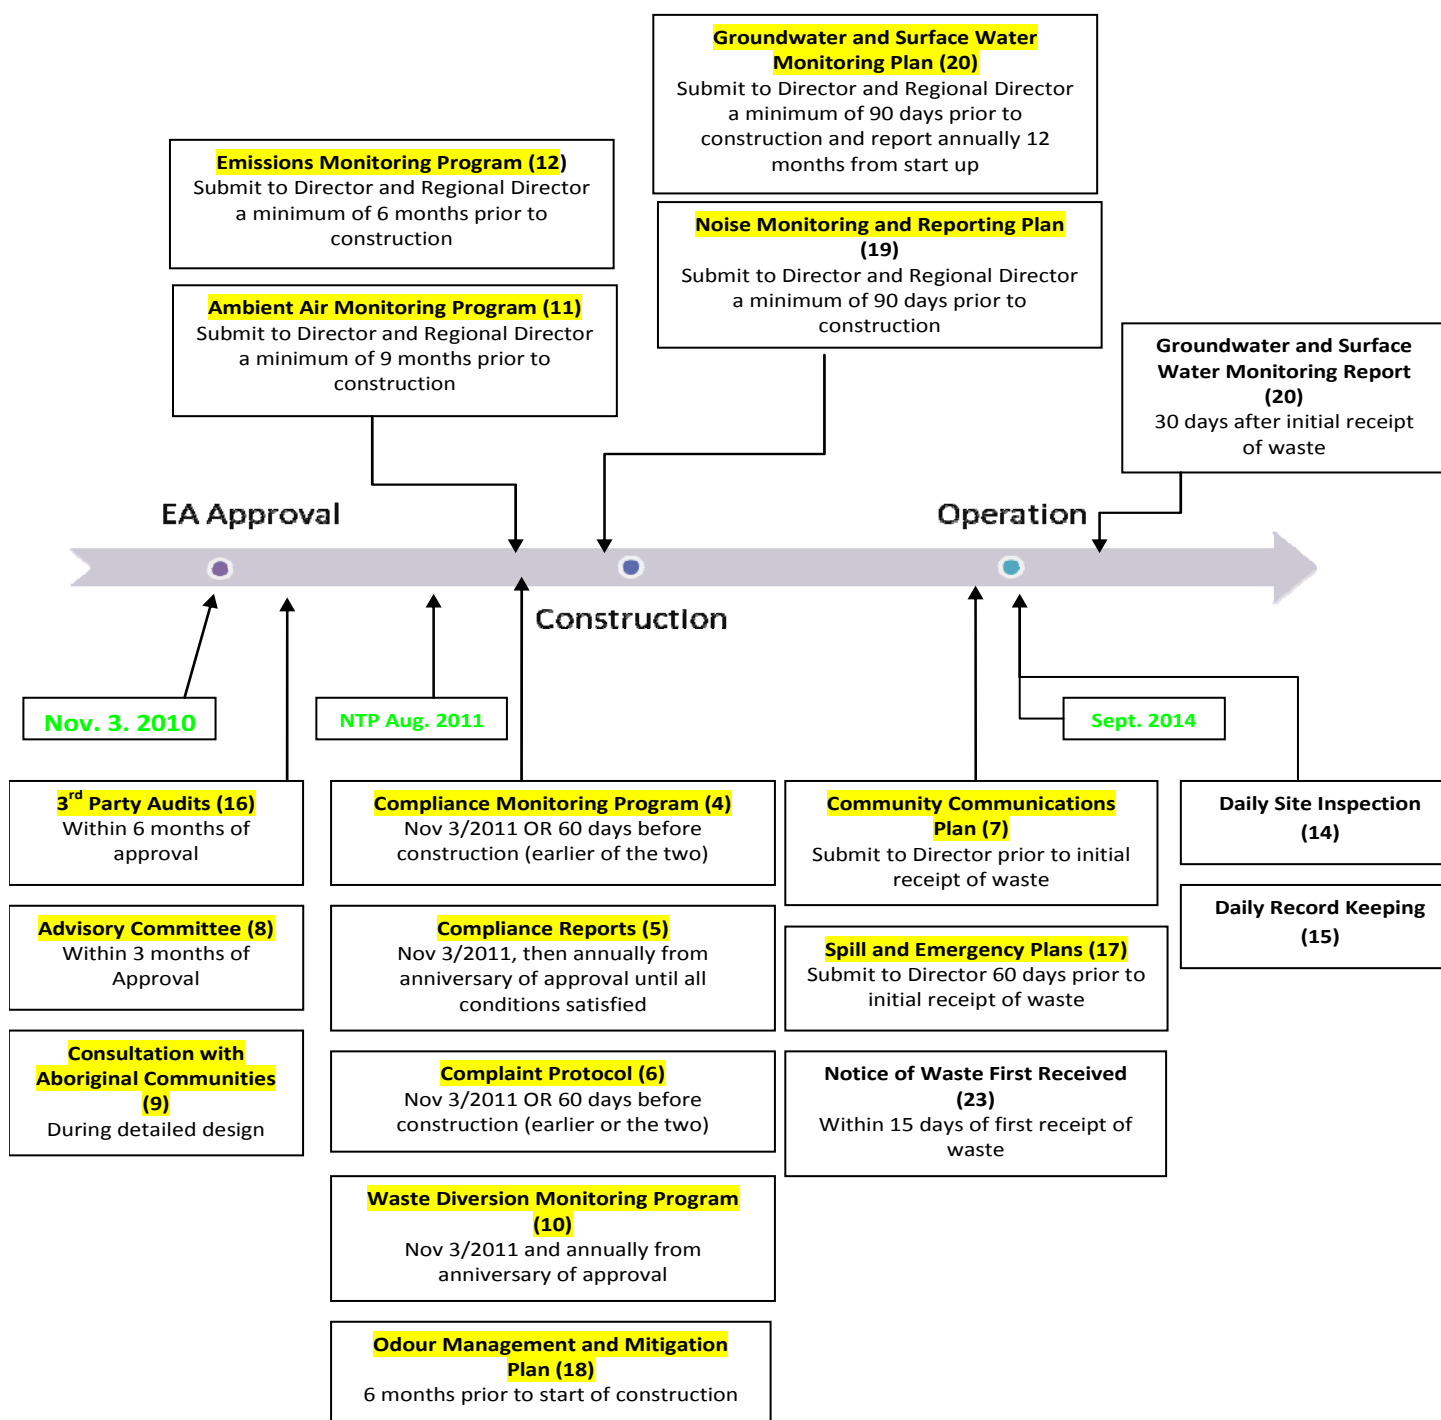 Groundwater and Surface Water
Monitoring Plan (20)
Submit to Director and Regional Director
a minimum of 90 days prior to
construction and report annually 12
months from start up
Emissions Monitoring Program (12)
Submit to Director and Regional Director
a minimum of 6 months prior to
construction
Noise Monitoring and Reporting Plan
(19)
Submit to Director and Regional Director
a minimum of 90 days prior to
construction
Ambient Air Monitoring Program (11)
Submit to Director and Regional Director
a minimum of 9 months prior to
construction
Groundwater and Surface
Water Monitoring Report
(20)
30 days after initial receipt
of waste
EA Approval
Operation
Construction
Nov. 3. 2010
NTP Aug. 2011
Sept. 2014
3rd Party Audits (16)
Within 6 months of
approval
Advisory Committee (8)
Within 3 months of
Approval
Consultation with
Aboriginal Communities
(9)
During detailed design
Compliance Monitoring Program (4)
Nov 3/2011 OR 60 days before
construction (earlier of the two)
Compliance Reports (5)
Nov 3/2011, then annually from
anniversary of approval until all
conditions satisfied
Complaint Protocol (6)
Nov 3/2011 OR 60 days before
construction (earlier or the two)
Waste Diversion Monitoring Program
(10)
Nov 3/2011 and annually from
anniversary of approval
Odour Management and Mitigation
Plan (18)
6 months prior to start of construction
Community Communications
Plan (7)
Submit to Director prior to initial
receipt of waste
Spill and Emergency Plans (17)
Submit to Director 60 days prior to
initial receipt of waste
Notice of Waste First Received
(23)
Within 15 days of first receipt of
waste
Daily Site Inspection
(14)
Daily Record Keeping
(15)